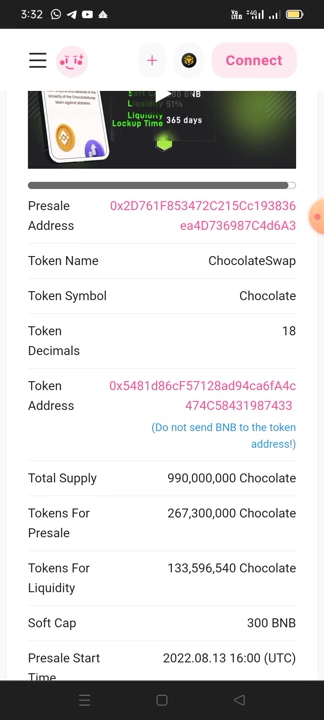 3:32
Connect
Liquidity 51%
Liquidity
Lockup Time 365 days
Presale Address 0x2D761F853472C215Cc193836
ea4D736987C4d6A3
Token Name ChocolateSwap
Token Symbol Chocolate
Token Decimals 18
Token Address 0x5481d86cF57128ad94ca6fA4c
474C58431987433
(Do not send BNB to the token
address!)
Total Supply 990,000,000 Chocolate
Tokens For Presale 267,300,000 Chocolate
Tokens For Liquidity 133,596,540 Chocolate
Soft Cap 300 BNB
Presale Start Time 2022.08.13 16:00 (UTC)